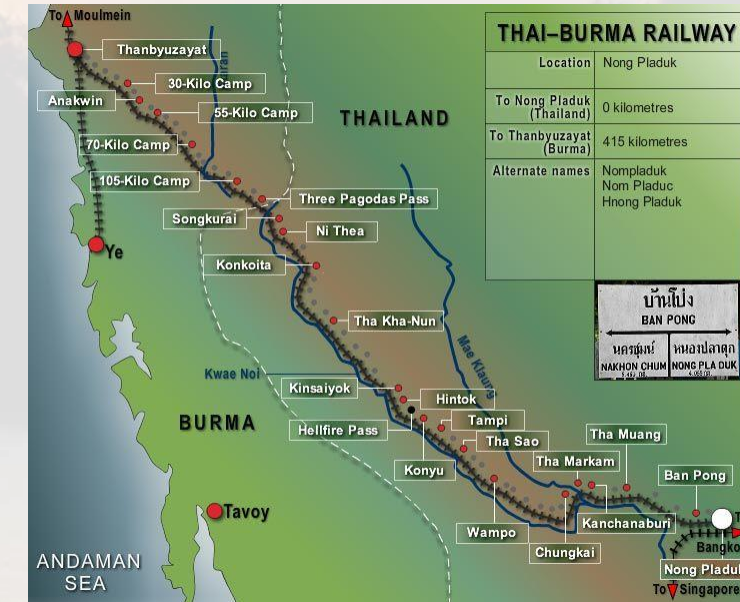 To Moulmein
THAI–BURMA RAILWAY
Location Nong Pladuk
To Nong Pladuk
(Thailand)
0 kilometres
To Thanbyuzayat
(Burma)
415 kilometres
Alternate names
Nompladuk
Nom Pladuc
Hnong Pladuk
Thanbyuzayat
30-Kilo Camp
Anakwin
55-Kilo Camp
THAILAND
70-Kilo Camp
105-Kilo Camp
Three Pagodas Pass
Songkurai
Ni Thea
Ye
Konkoita
บ้านโป่ง
BAN PONG
นครชุมน์
NAKHON CHUM
หนองปลาดุก
NONG PLA DUK
Tha Kha-Nun
Mae Klaung
Kwae Noi
Kinsaiyok
Hintok
BURMA
Hellfire Pass
Tampi
Tha Sao
Konyu
Tha Muang
Tha Markam
Ban Pong
Tavoy
Wampo
Kanchanaburi
Chungkai
Bangko
ANDAMAN
SEA
Nong Pladuk
To Singapore